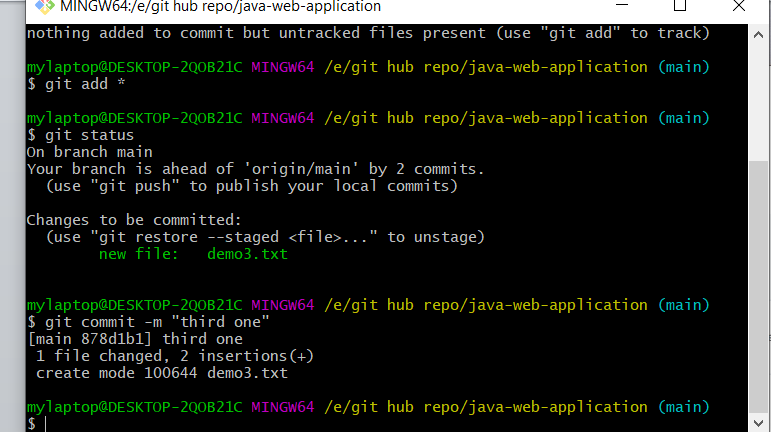 MINGW64:/e/git hub repo/java-web-application
nothing added to commit but untracked files present (use "git add" to track)
mylaptop@DESKTOP-2QOB21C MINGW64 /e/git hub repo/java-web-application (main)
$ git add *
mylaptop@DESKTOP-2QOB21C MINGW64 /e/git hub repo/java-web-application (main)
$ git status
On branch main
Your branch is ahead of 'origin/main' by 2 commits.
  (use "git push" to publish your local commits)
Changes to be committed:
  (use "git restore --staged <file>..." to unstage)
        new file:   demo3.txt
mylaptop@DESKTOP-2QOB21C MINGW64 /e/git hub repo/java-web-application (main)
$ git commit -m "third one"
[main 878d1b1] third one
 1 file changed, 2 insertions(+)
 create mode 100644 demo3.txt
mylaptop@DESKTOP-2QOB21C MINGW64 /e/git hub repo/java-web-application (main)
$